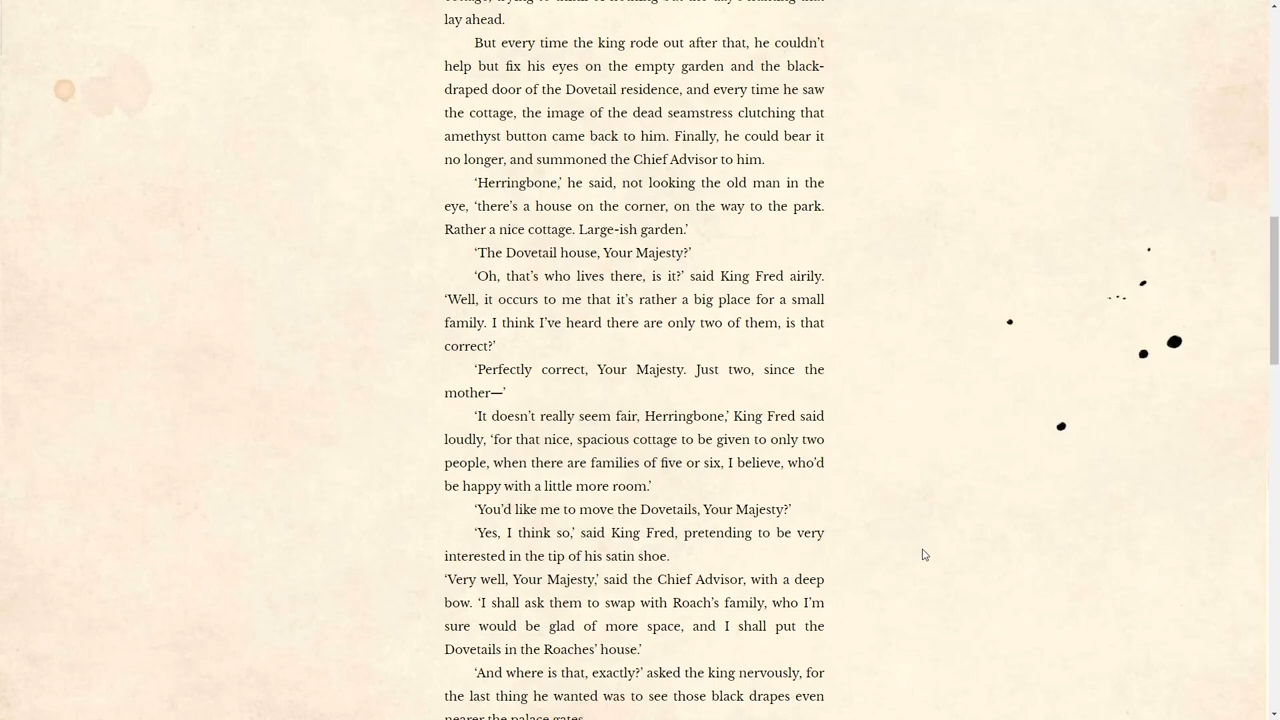 lay ahead.
But every time the king rode out after that, he couldn’t
help but fix his eyes on the empty garden and the black-
draped door of the Dovetail residence, and every time he saw
the cottage, the image of the dead seamstress clutching that
amethyst button came back to him. Finally, he could bear it
no longer, and summoned the Chief Advisor to him.
‘Herringbone,’ he said, not looking the old man in the
eye, ‘there’s a house on the corner, on the way to the park.
Rather a nice cottage. Large-ish garden.’
‘The Dovetail house, Your Majesty?’
‘Oh, that’s who lives there, is it?’ said King Fred airily.
‘Well, it occurs to me that it’s rather a big place for a small
family. I think I’ve heard there are only two of them, is that
correct?’
‘Perfectly correct, Your Majesty. Just two, since the
mother—’
‘It doesn’t really seem fair, Herringbone,’ King Fred said
loudly, ‘for that nice, spacious cottage to be given to only two
people, when there are families of five or six, I believe, who’d
be happy with a little more room.’
‘You’d like me to move the Dovetails, Your Majesty?’
‘Yes, I think so,’ said King Fred, pretending to be very
interested in the tip of his satin shoe.
‘Very well, Your Majesty,’ said the Chief Advisor, with a deep
bow. ‘I shall ask them to swap with Roach’s family, who I’m
sure would be glad of more space, and I shall put the
Dovetails in the Roaches’ house.’
‘And where is that, exactly?’ asked the king nervously, for
the last thing he wanted was to see those black drapes even
nearer the palace gates.